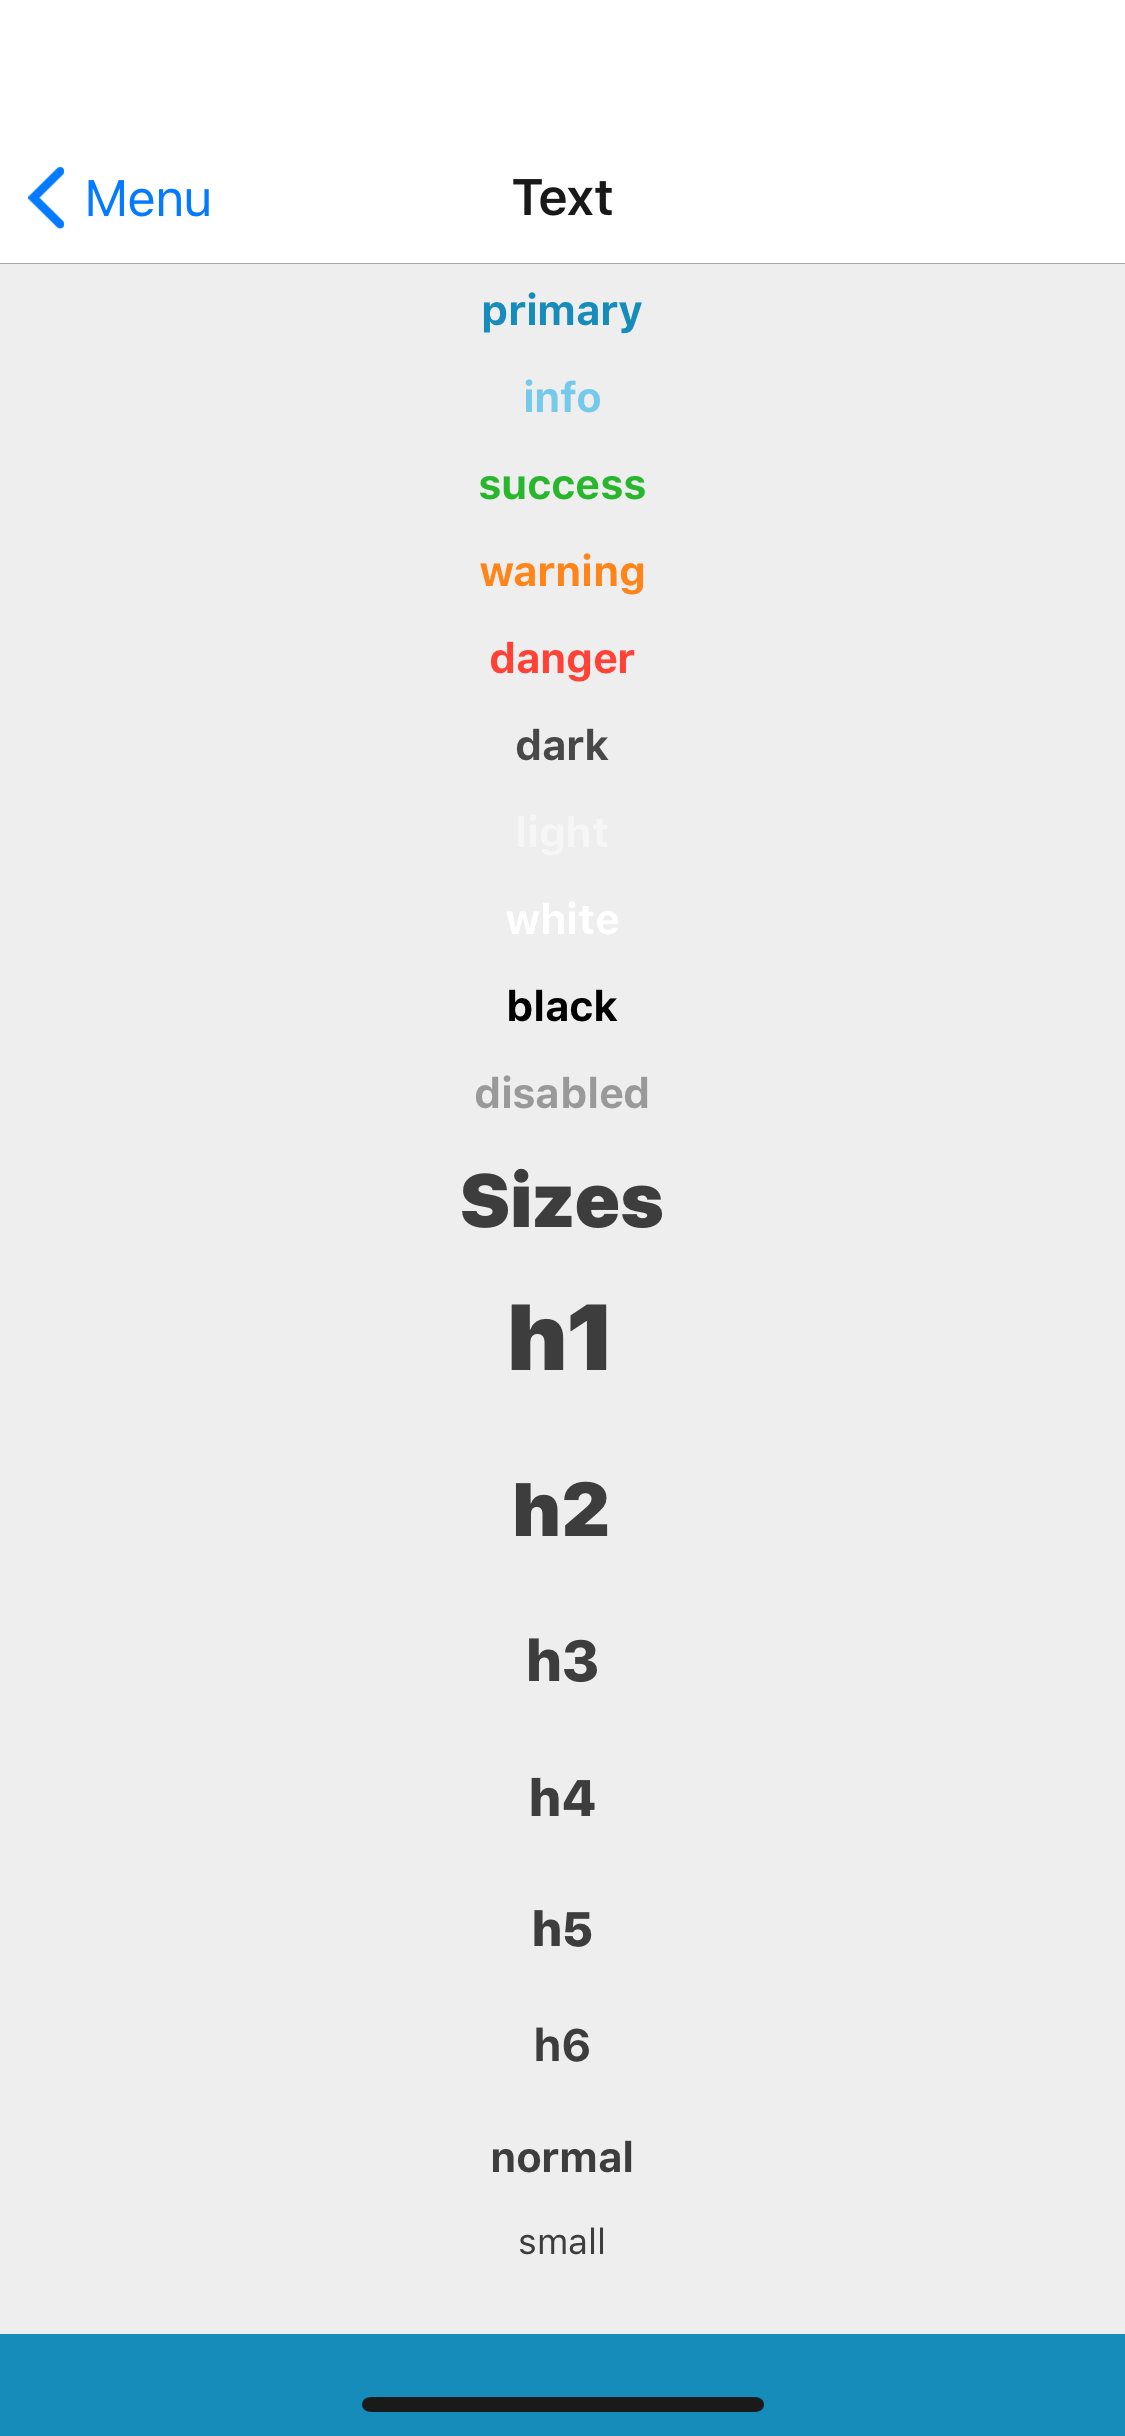 Menu
Text
primary
info
success
warning
danger
dark
light
white
black
disabled
Sizes
h1
h2
h3
h4
h5
h6
normal
small